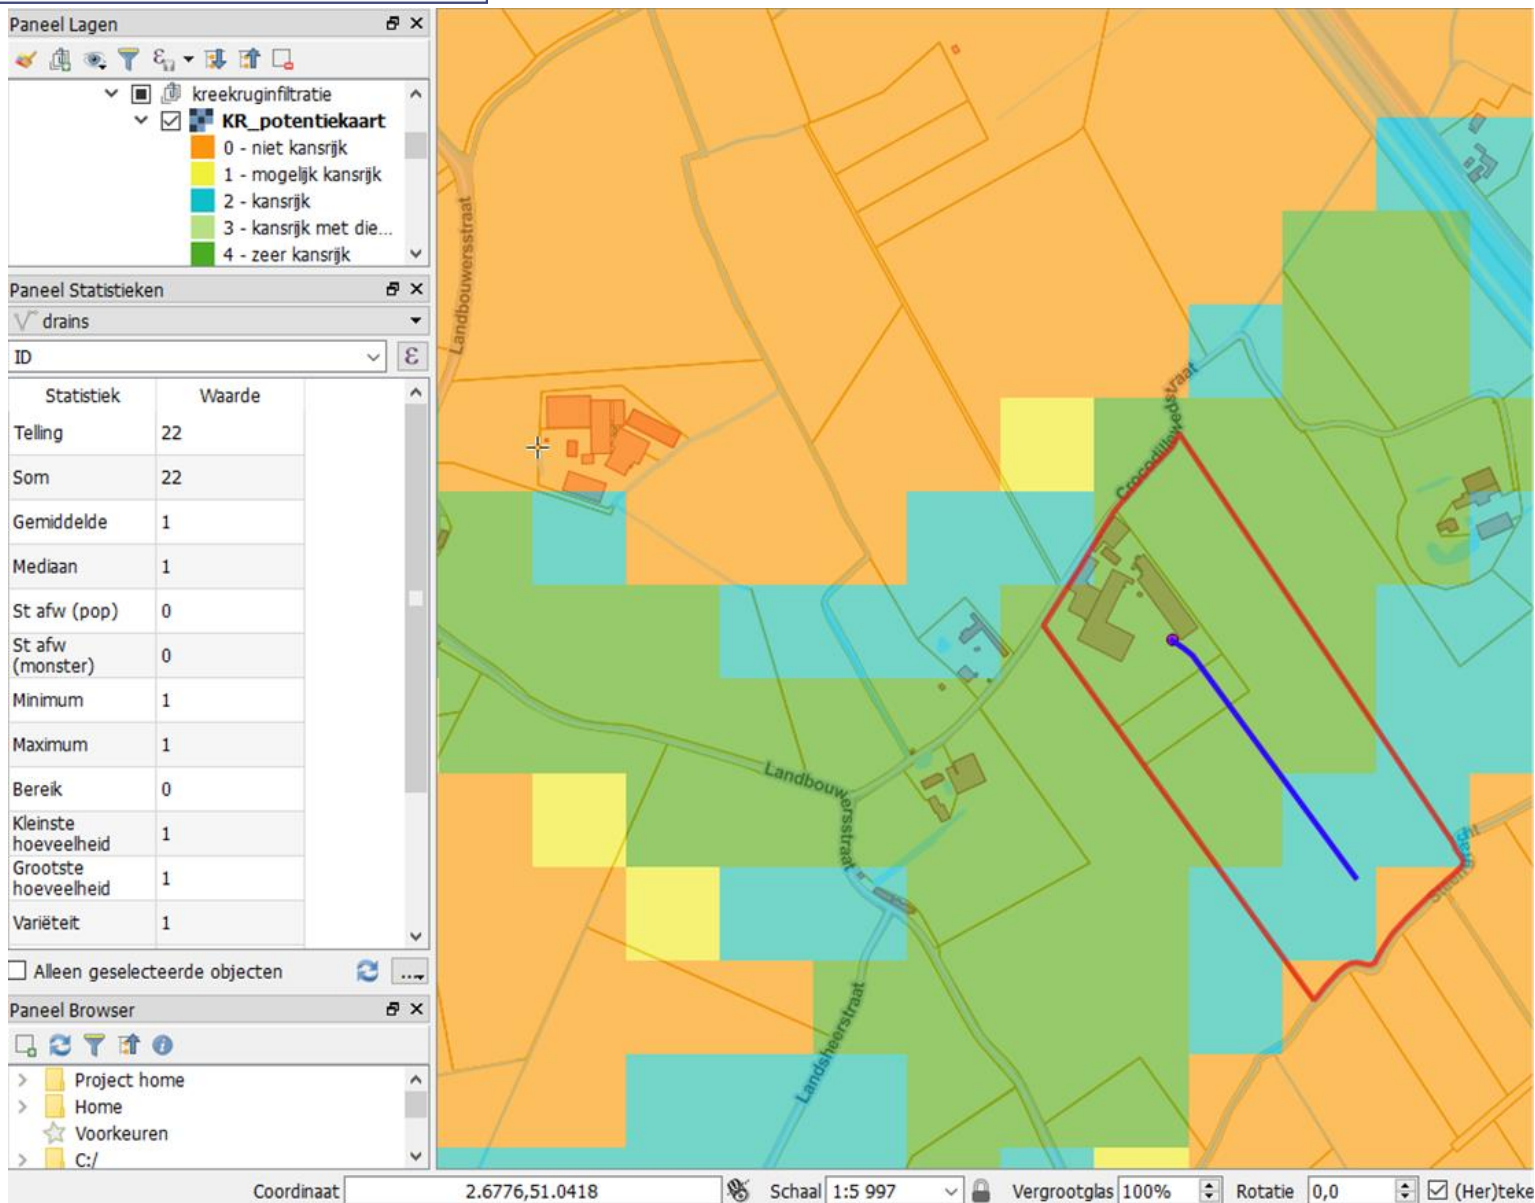 Paneel Lagen
kreekruginfiltratie
KR_potentiekaart
0 - niet kansrijk
1 - mogelijk kansrijk
2 - kansrijk
3 - kansrijk met die...
4 - zeer kansrijk
Paneel Statistieken
drains
ID
ε
Statistiek Waarde
Telling 22
Som 22
Gemiddelde 1
Mediaan 1
St afw (pop) 0
St afw
(monster) 0
Minimum 1
Maximum 1
Bereik 0
Kleinste
hoeveelheid 1
Grootste
hoeveelheid 1
Variëteit 1
Alleen geselecteerde objecten
...
Paneel Browser
Project home
Home
Voorkeuren
C:/
Landbouwersstraat
Crocodillewedstraat
Landbouwersstraat
Landsheerstraat
Coordinaat 2.6776,51.0418 Schaal 1:5 997 Vergrootglas 100% Rotatie 0,0 (Her)teke